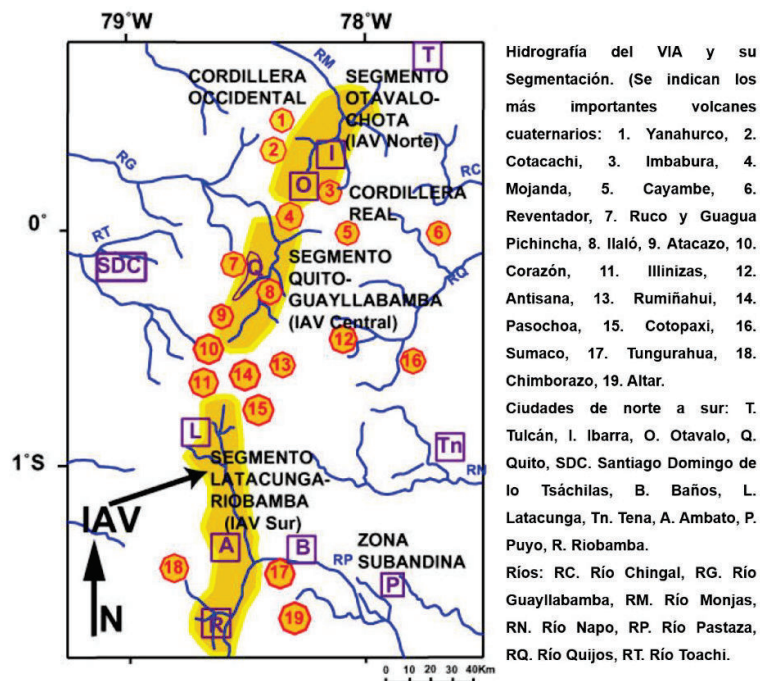 79°W 78°W
RM
T
CORDILLERA
OCCIDENTAL
SEGMENTO
OTAVALO-
CHOTA
(IAV Norte)
1
2
I
RG
O
3
RC
CORDILLERA
REAL
4
0°
5
6
RT
SDC
7
Q
SEGMENTO
QUITO-
GUAYLLABAMBA
(IAV Central)
8
RQ
9
10
12
11
14
13
16
15
L
Tn
1°S
SEGMENTO
LATACUNGA-
RIOBAMBA
(IAV Sur)
RN
IAV
A
B
ZONA
SUBANDINA
18
17
RP
P
N
R
19
0 10 20 30 40Km
Hidrografía del VIA y su
Segmentación. (Se indican los
más importantes volcanes
cuaternarios: 1. Yanahurco, 2.
Cotacachi, 3. Imbabura, 4.
Mojanda, 5. Cayambe, 6.
Reventador, 7. Ruco y Guagua
Pichincha, 8. Ilaló, 9. Atacazo, 10.
Corazón, 11. Illinizas, 12.
Antisana, 13. Rumiñahui, 14.
Pasochoa, 15. Cotopaxi, 16.
Sumaco, 17. Tungurahua, 18.
Chimborazo, 19. Altar.
Ciudades de norte a sur: T.
Tulcán, I. Ibarra, O. Otavalo, Q.
Quito, SDC. Santiago Domingo de
lo Tsáchilas, B. Baños, L.
Latacunga, Tn. Tena, A. Ambato, P.
Puyo, R. Riobamba.
Ríos: RC. Río Chingal, RG. Río
Guayllabamba, RM. Río Monjas,
RN. Río Napo, RP. Río Pastaza,
RQ. Río Quijos, RT. Río Toachi.